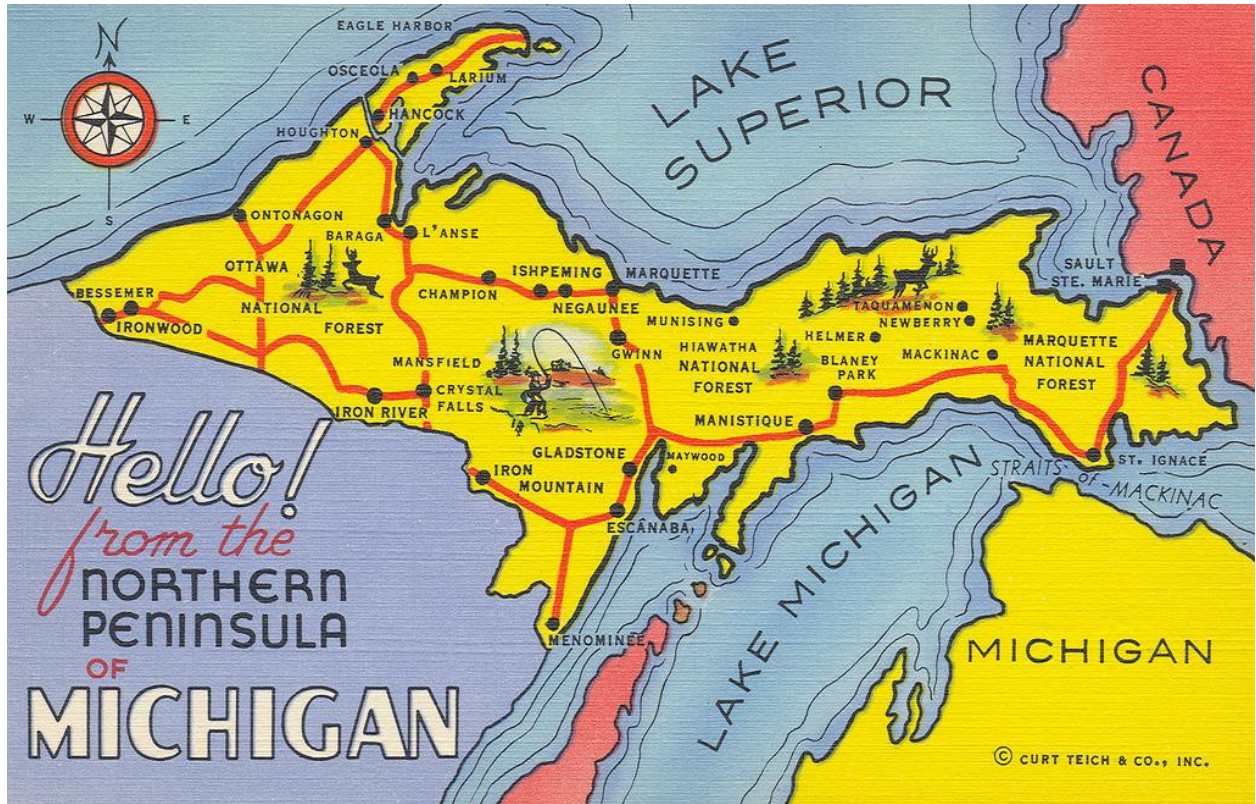 EAGLE HARBOR
N
OSCEOLA
LARIUM
LAKE
SUPERIOR
CANADA
W
E
HANCOCK
HOUGHTON
S
ONTONAGON
BARAGA
L'ANSE
OTTAWA
NATIONAL
FOREST
ISHPEMING
MARQUETTE
SAULT
STE. MARIE
BESSEMER
IRONWOOD
CHAMPION
NEGAUNEE
MUNISING
TAQUAMENON
NEWBERRY
HELMER
MARQUETTE
NATIONAL
FOREST
GWINN
HIAWATHA
NATIONAL
FOREST
BLANEY
PARK
MACKINAC
MANSFIELD
CRYSTAL
FALLS
IRON RIVER
MANISTIQUE
GLADSTONE
MAYWOOD
ST. IGNACE
IRON
MOUNTAIN
STRAITS
of
MACKINAC
ESCANABA
LAKE MICHIGAN
MENOMINEE
MICHIGAN
Hello!
from the
NORTHERN
PENINSULA
OF
MICHIGAN
© CURT TEICH & CO., INC.